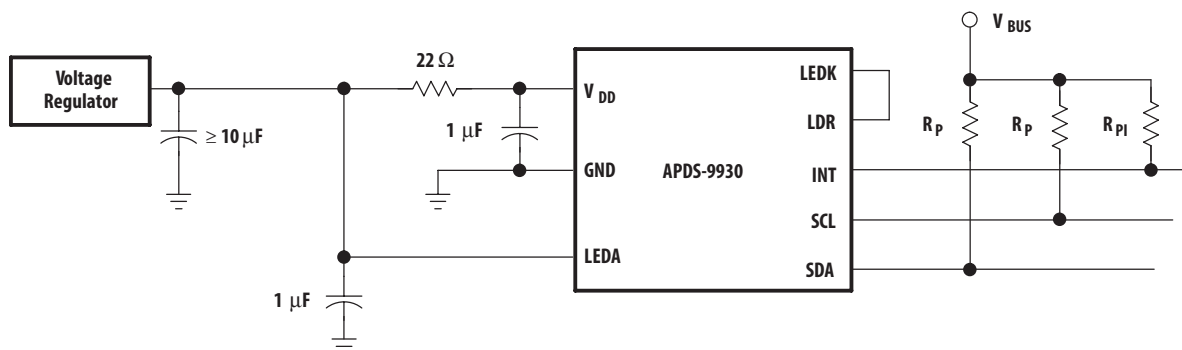 V BUS
22 Ω
Voltage
Regulator
LEDK
V DD
≥ 10 µF
1 µF
LDR
R P
R P
R PI
GND
APDS-9930
INT
SCL
LEDA
SDA
1 µF